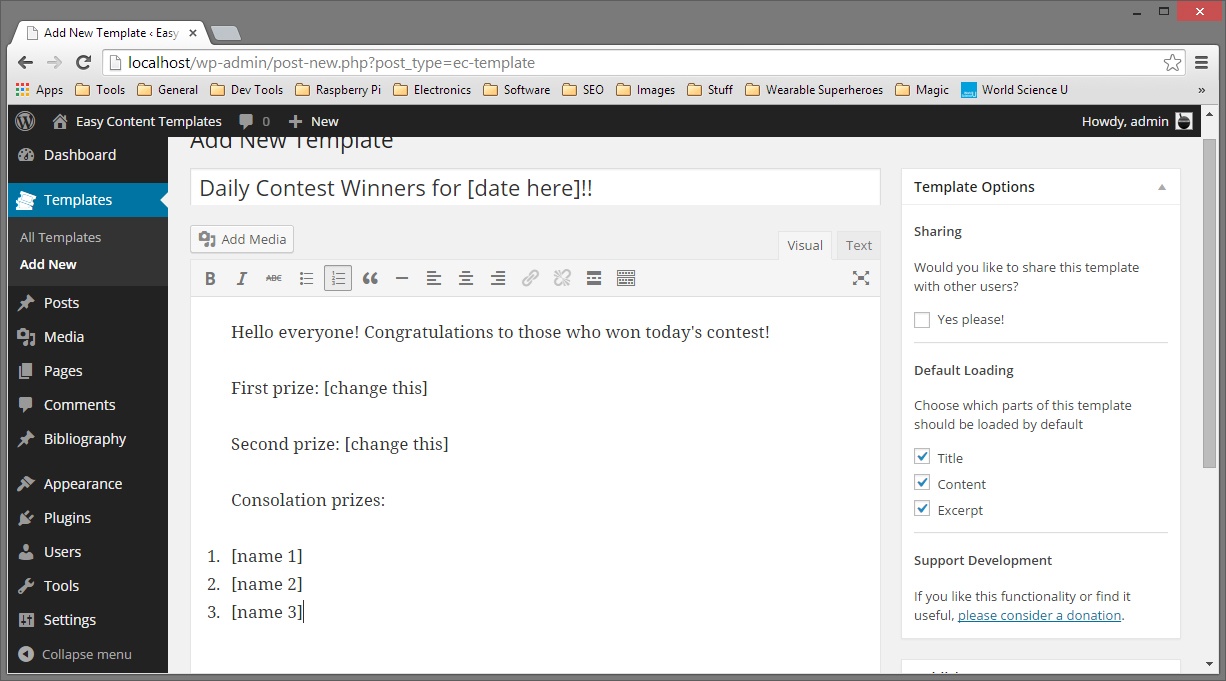 Add New Template ‹ Easy
localhost/wp-admin/post-new.php?post_type=ec-template
Apps Tools General Dev Tools Raspberry Pi Electronics Software SEO Images Stuff Wearable Superheroes Magic World Science U »
Easy Content Templates 0 New Howdy, admin
Dashboard
Templates
All Templates
Add New
Posts
Media
Pages
Comments
Bibliography
Appearance
Plugins
Users
Tools
Settings
Collapse menu
Add New Template
Daily Contest Winners for [date here]!!
Add Media
Visual Text
B I ABC
Hello everyone! Congratulations to those who won today's contest!
First prize: [change this]
Second prize: [change this]
Consolation prizes:
1. [name 1]
2. [name 2]
3. [name 3]
Template Options
Sharing
Would you like to share this template
with other users?
Yes please!
Default Loading
Choose which parts of this template
should be loaded by default
Title
Content
Excerpt
Support Development
If you like this functionality or find it
useful, please consider a donation.